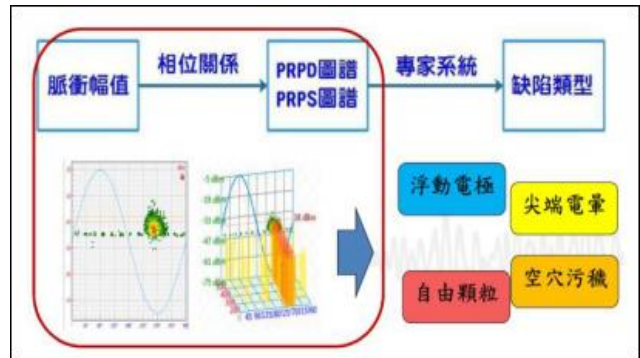 脈衝幅值
相位關係
PRPD圖譜
PRPS圖譜
專家系統
缺陷類型
浮動電極
尖端電暈
自由顆粒
空穴污穢